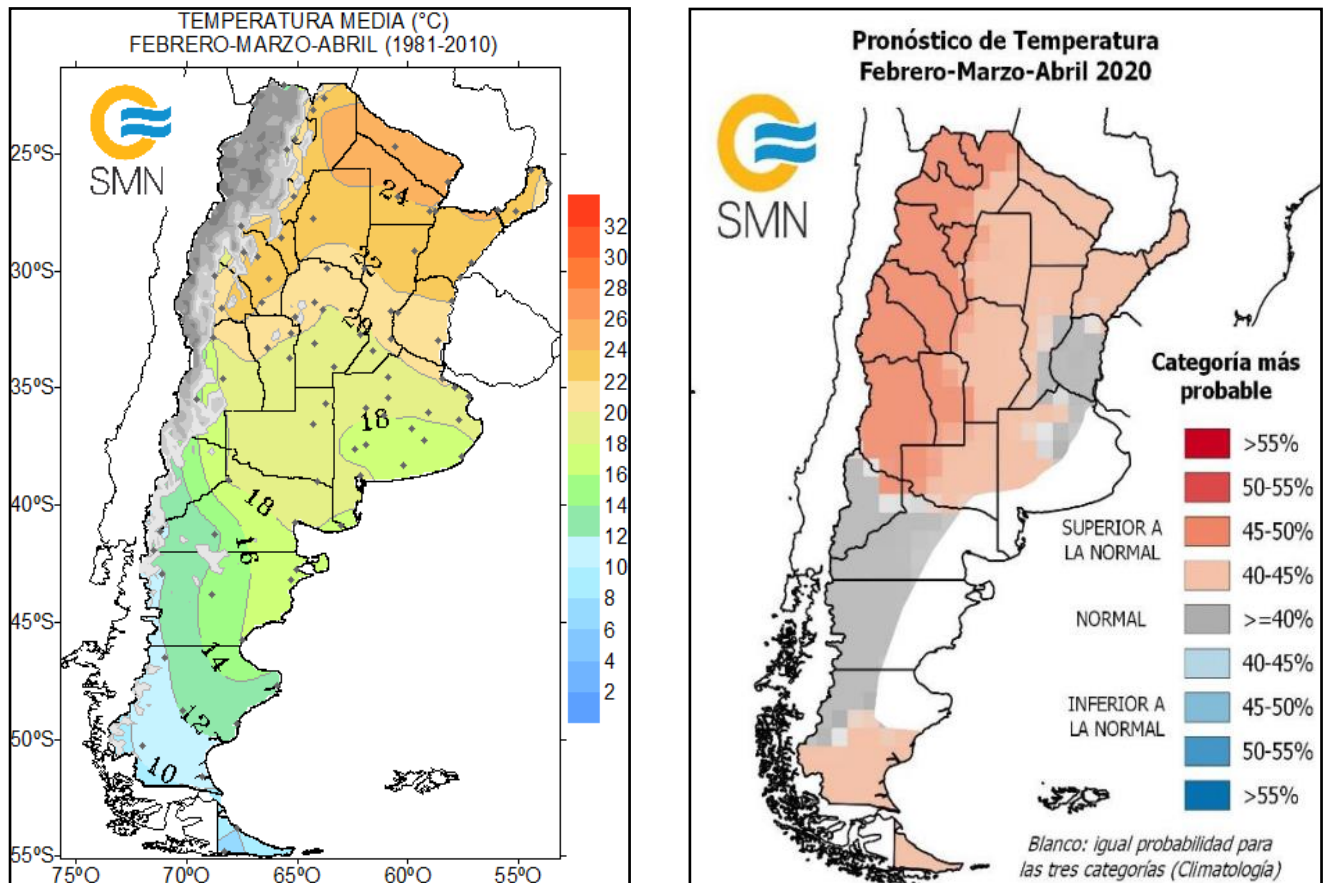 TEMPERATURA MEDIA (°C)
FEBRERO-MARZO-ABRIL (1981-2010)
SMN
25ºS
30ºS
35ºS
40ºS
45ºS
50ºS
55ºS
75ºO
70ºO
65ºO
60ºO
55ºO
24
22
20
18
18
16
14
12
10
32
30
28
26
24
22
20
18
16
14
12
10
8
6
4
2
Pronóstico de Temperatura
Febrero-Marzo-Abril 2020
SMN
Categoría más
probable
>55%
50-55%
SUPERIOR A
LA NORMAL
45-50%
40-45%
NORMAL
>=40%
40-45%
INFERIOR A
LA NORMAL
45-50%
50-55%
>55%
Blanco: igual probabilidad para
las tres categorías (Climatología)